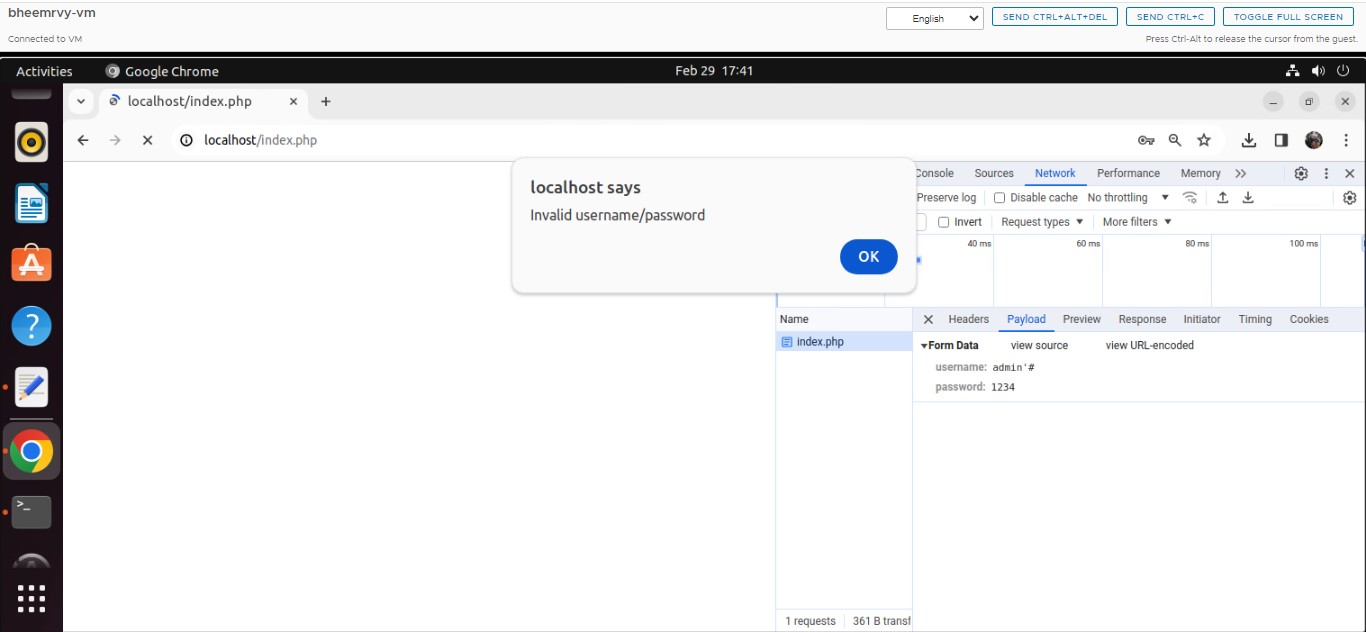 bheemrvy-vm
English
SEND CTRL+ALT+DEL
SEND CTRL+C
TOGGLE FULL SCREEN
Connected to VM
Press Ctrl-Alt to release the cursor from the guest.
Activities
Google Chrome
Feb 29 17:41
localhost/index.php
localhost/index.php
localhost says
Invalid username/password
OK
Console
Sources
Network
Performance
Memory
Preserve log
Disable cache
No throttling
Invert
Request types
More filters
40 ms
60 ms
80 ms
100 ms
Name
Headers
Payload
Preview
Response
Initiator
Timing
Cookies
index.php
Form Data
view source
view URL-encoded
username: admin'#
password: 1234
1 requests
361 B transf